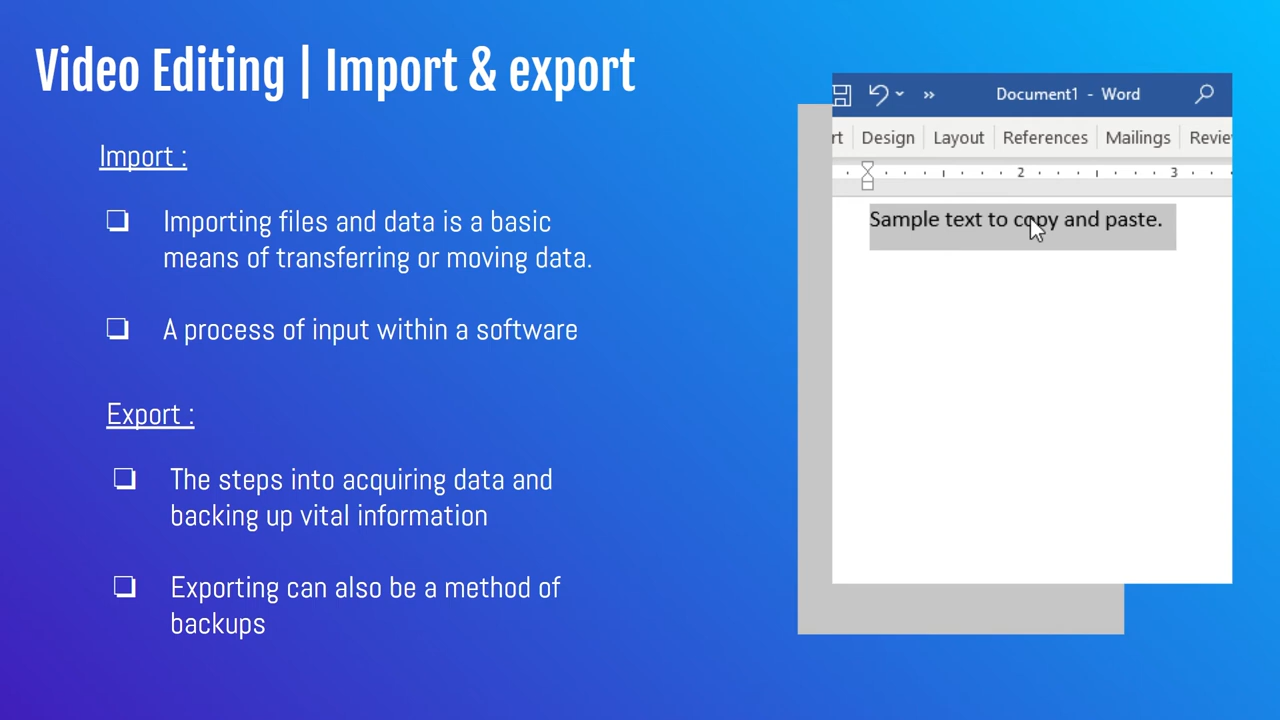 Video Editing | Import & export
Import :
❏ Importing files and data is a basic
means of transferring or moving data.
❏ A process of input within a software
Export :
❏ The steps into acquiring data and
backing up vital information
❏ Exporting can also be a method of
backups
Document1 - Word
Design Layout References Mailings
2 3
Sample text to copy and paste.